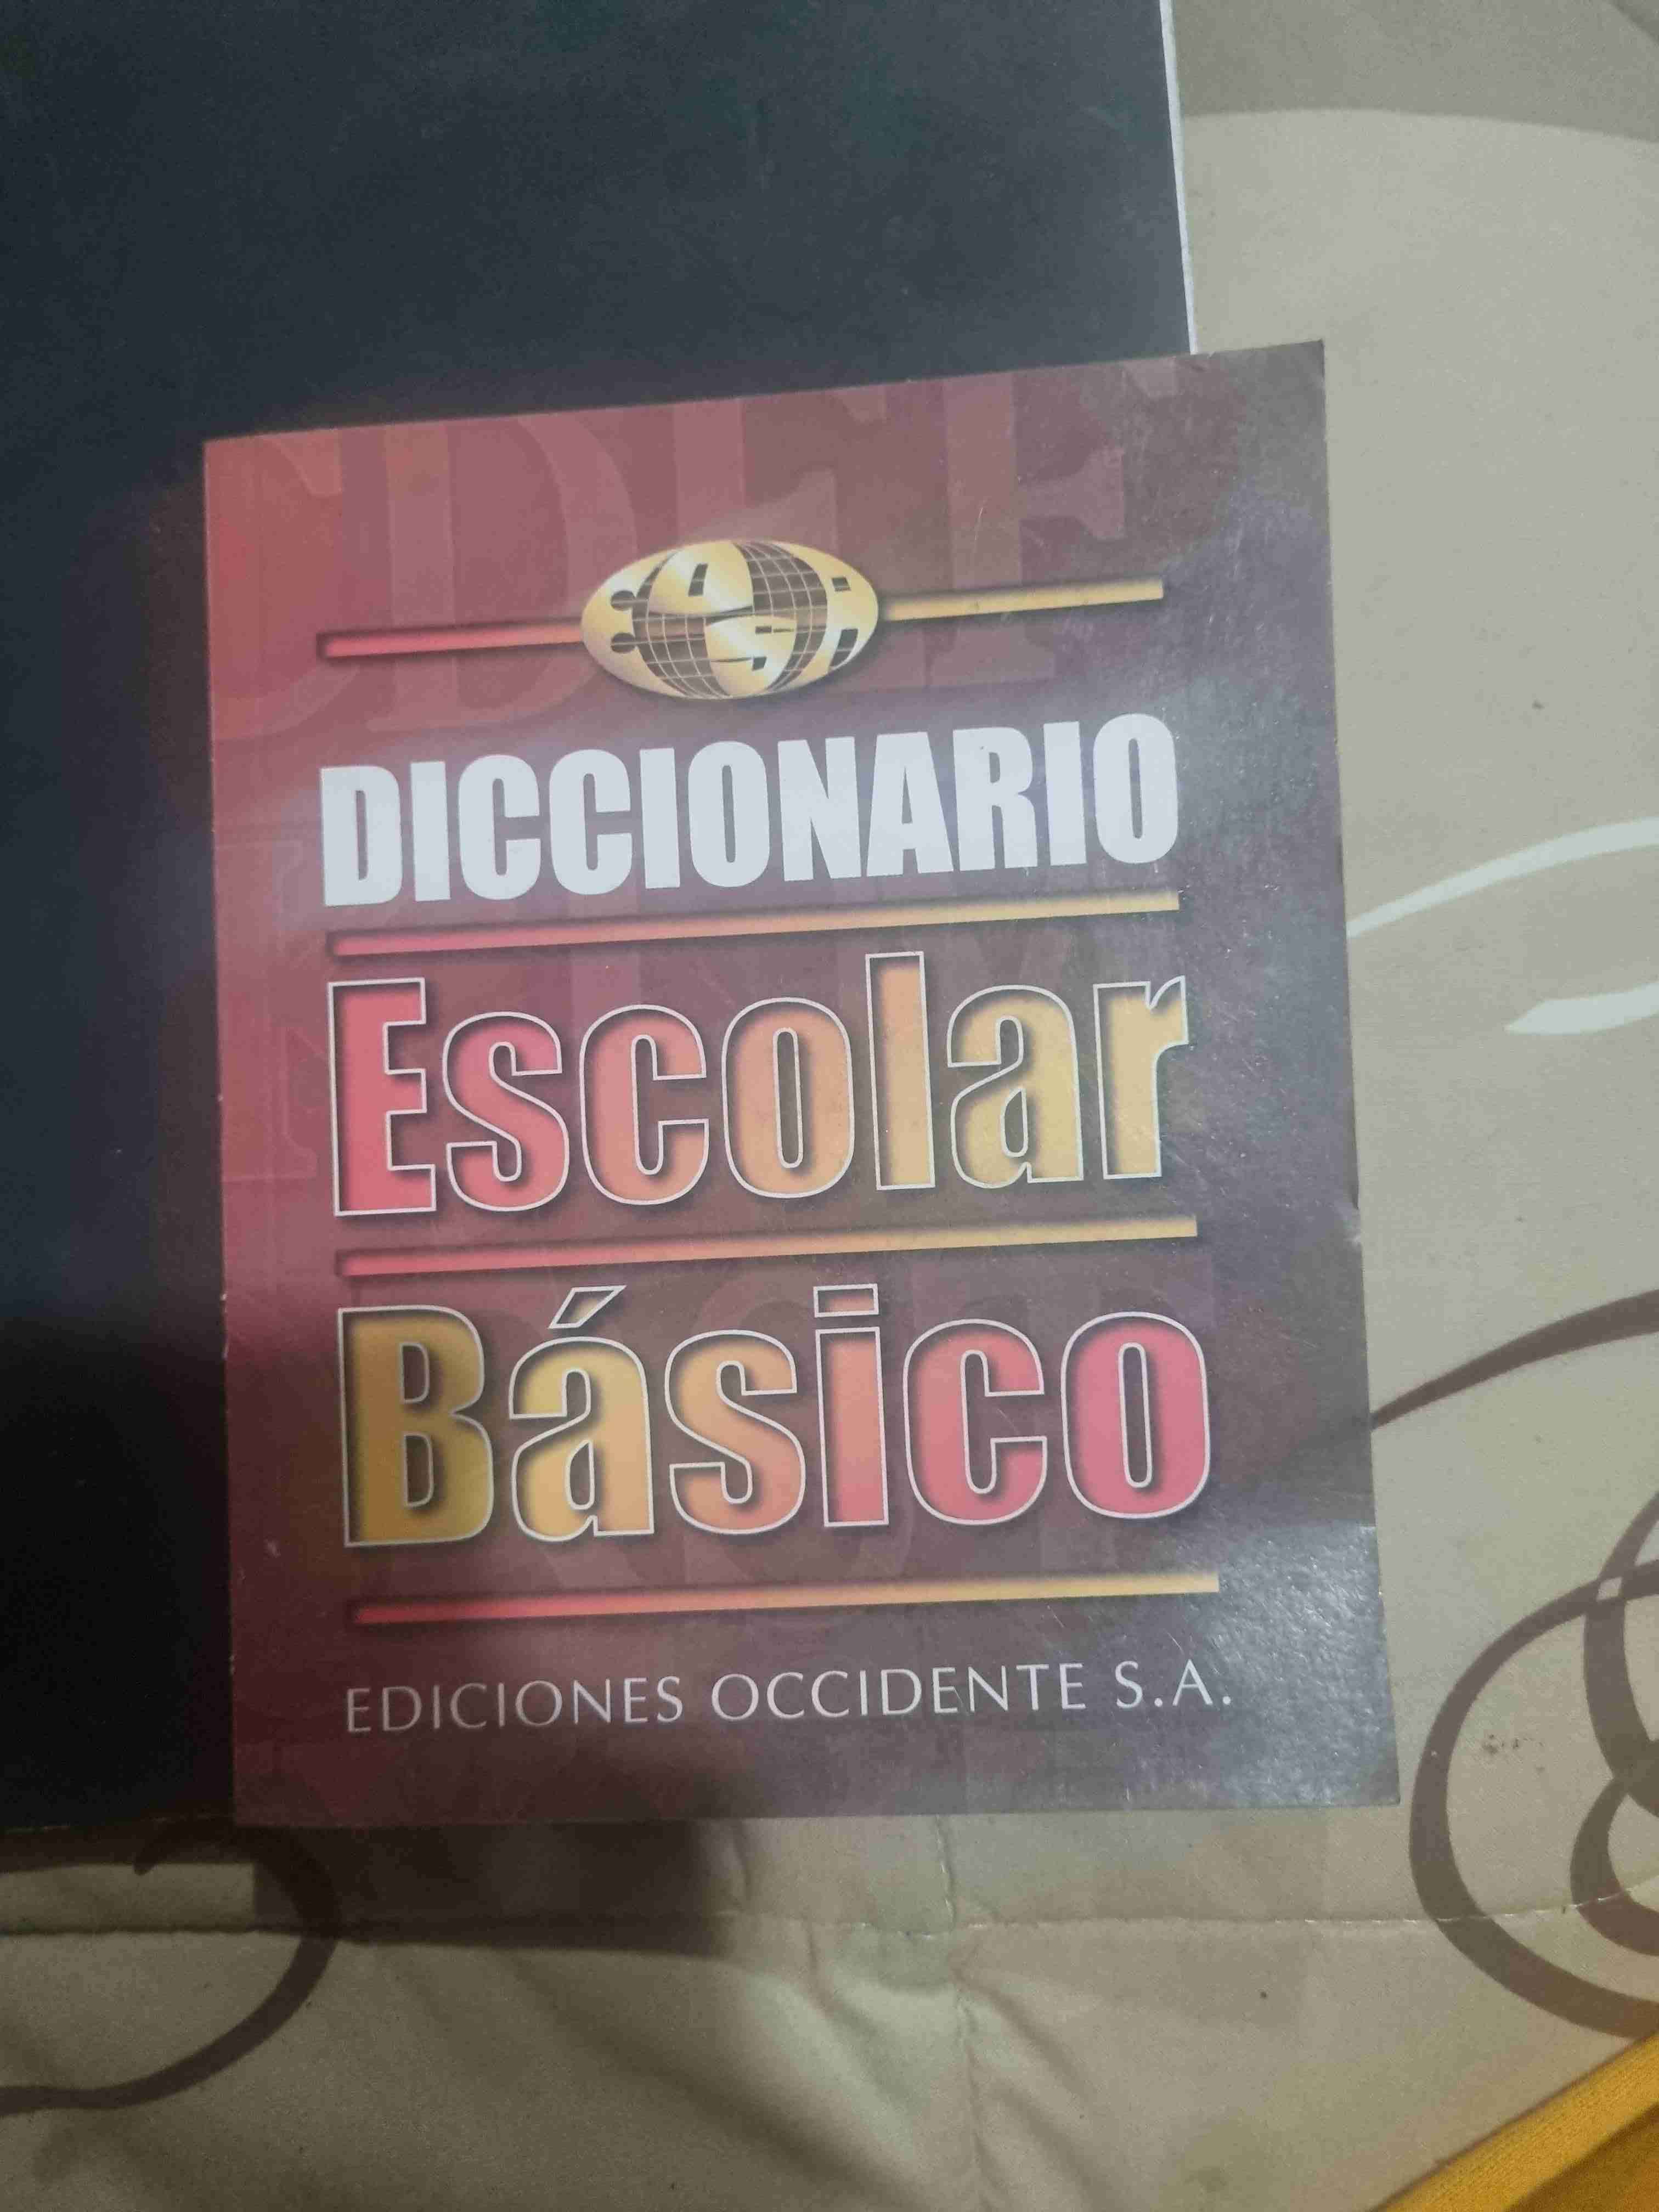 DICCIONARIO
Escolar
Básico
EDICIONES OCCIDENTE S.A.